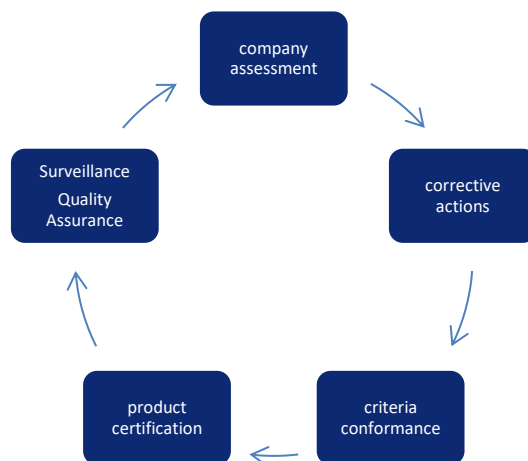 company
assessment
corrective
actions
criteria
conformance
product
certification
Surveillance
Quality
Assurance